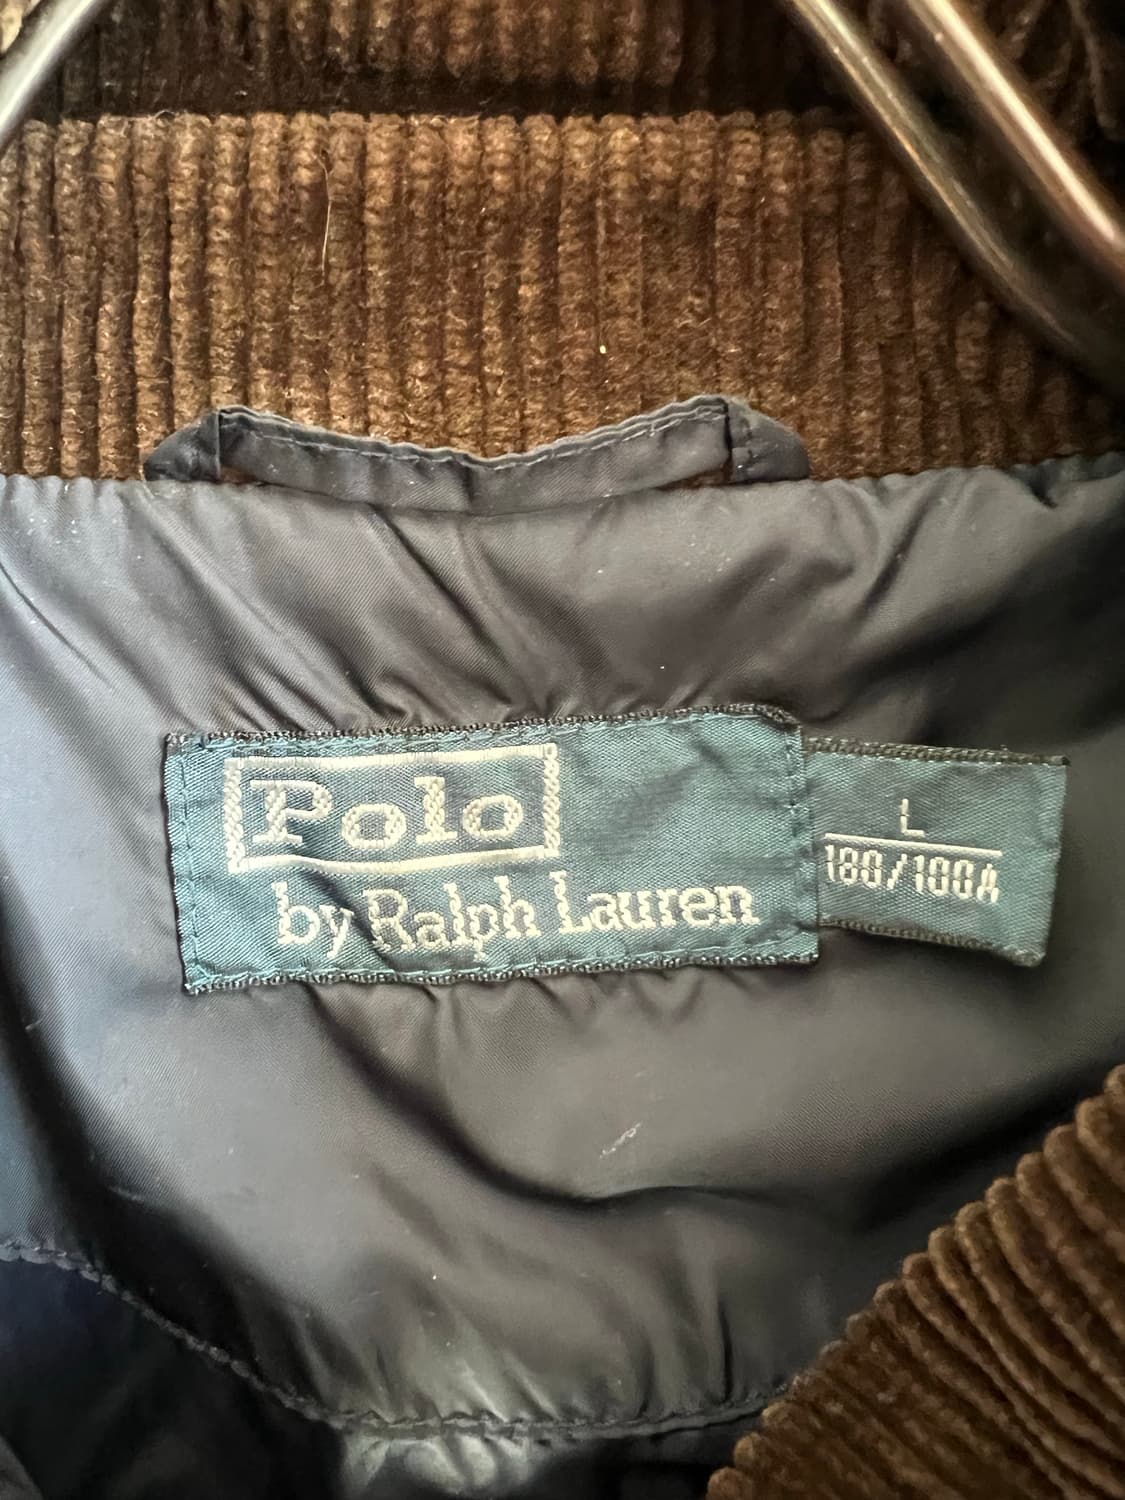 Polo
by Ralph Lauren
L
180/100A